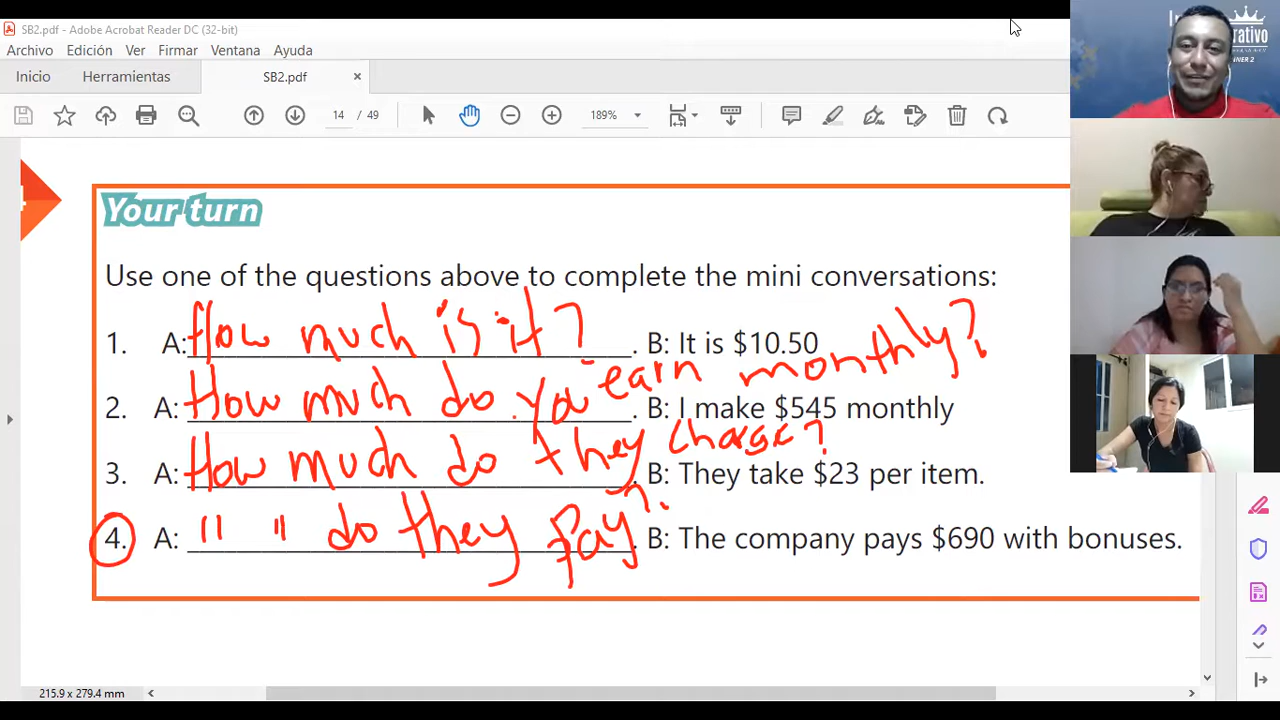 SB2.pdf - Adobe Acrobat Reader DC (32-bit)
Archivo Edición Ver Firmar Ventana Ayuda
Inicio Herramientas SB2.pdf ×
14 / 49 189%
rativo
NNER 2
4
Your turn
Use one of the questions above to complete the mini conversations:
1. A: How much is it? B: It is $10.50
2. A: How much do you earn monthly? B: I make $545 monthly
3. A: How much do they charge? B: They take $23 per item.
4. A: " " do they pay? B: The company pays $690 with bonuses.
215.9 x 279.4 mm